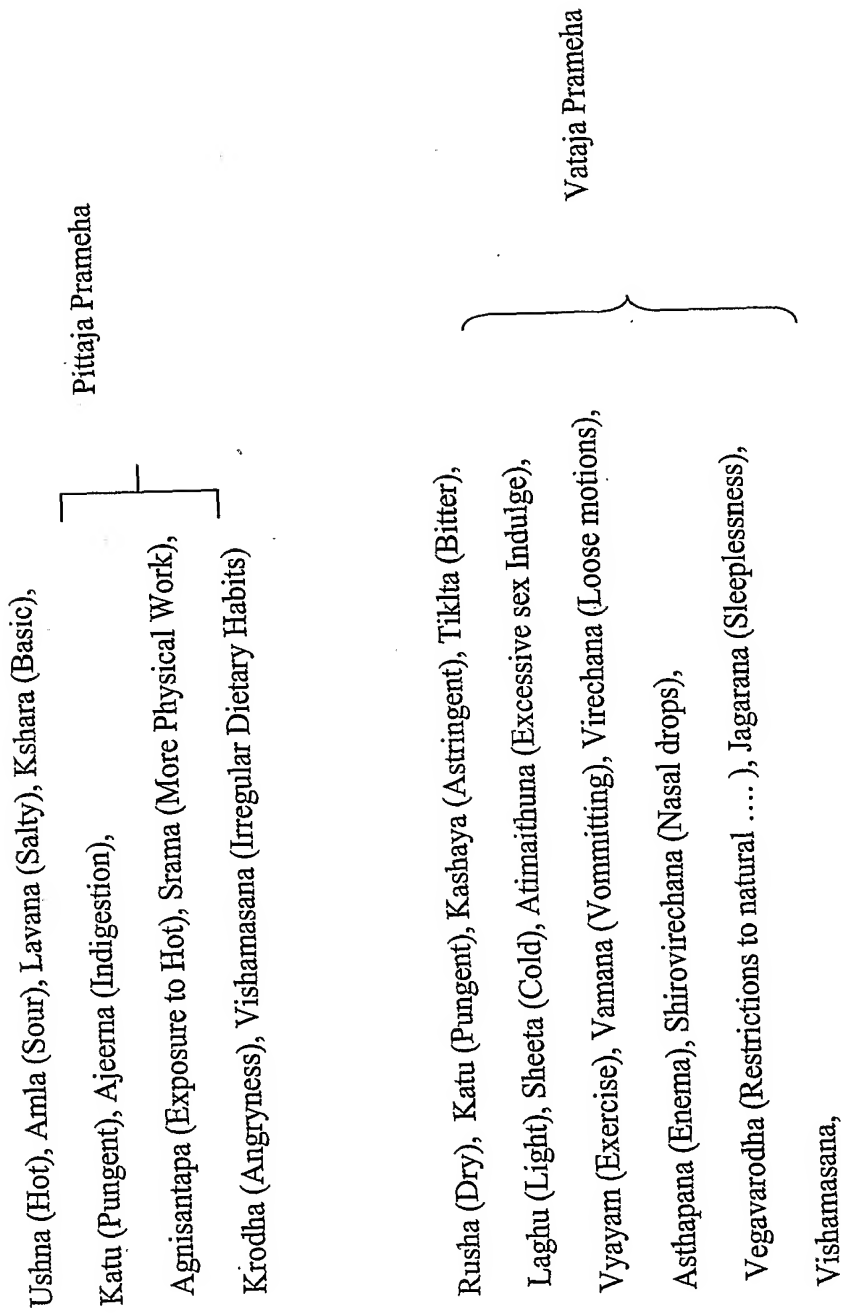 Ushna (Hot), Amla (Sour), Lavana (Salty), Kshara (Basic),
Katu (Pungent), Ajeerna (Indigestion),
Agnisantapa (Exposure to Hot), Srama (More Physical Work),
Krodha (Angryness), Vishamasana (Irregular Dietary Habits)
Pittaja Prameha
Rusha (Dry), Katu (Pungent), Kashaya (Astringent), Tiklta (Bitter),
Laghu (Light), Sheeta (Cold), Atimaithuna (Excessive sex Indulge),
Vyayam (Exercise), Vamana (Vommitting), Virechana (Loose motions),
Asthapana (Enema), Shirovirechana (Nasal drops),
Vegavarodha (Restrictions to natural ....), Jagarana (Sleeplessness),
Vishamasana,
Vataja Prameha